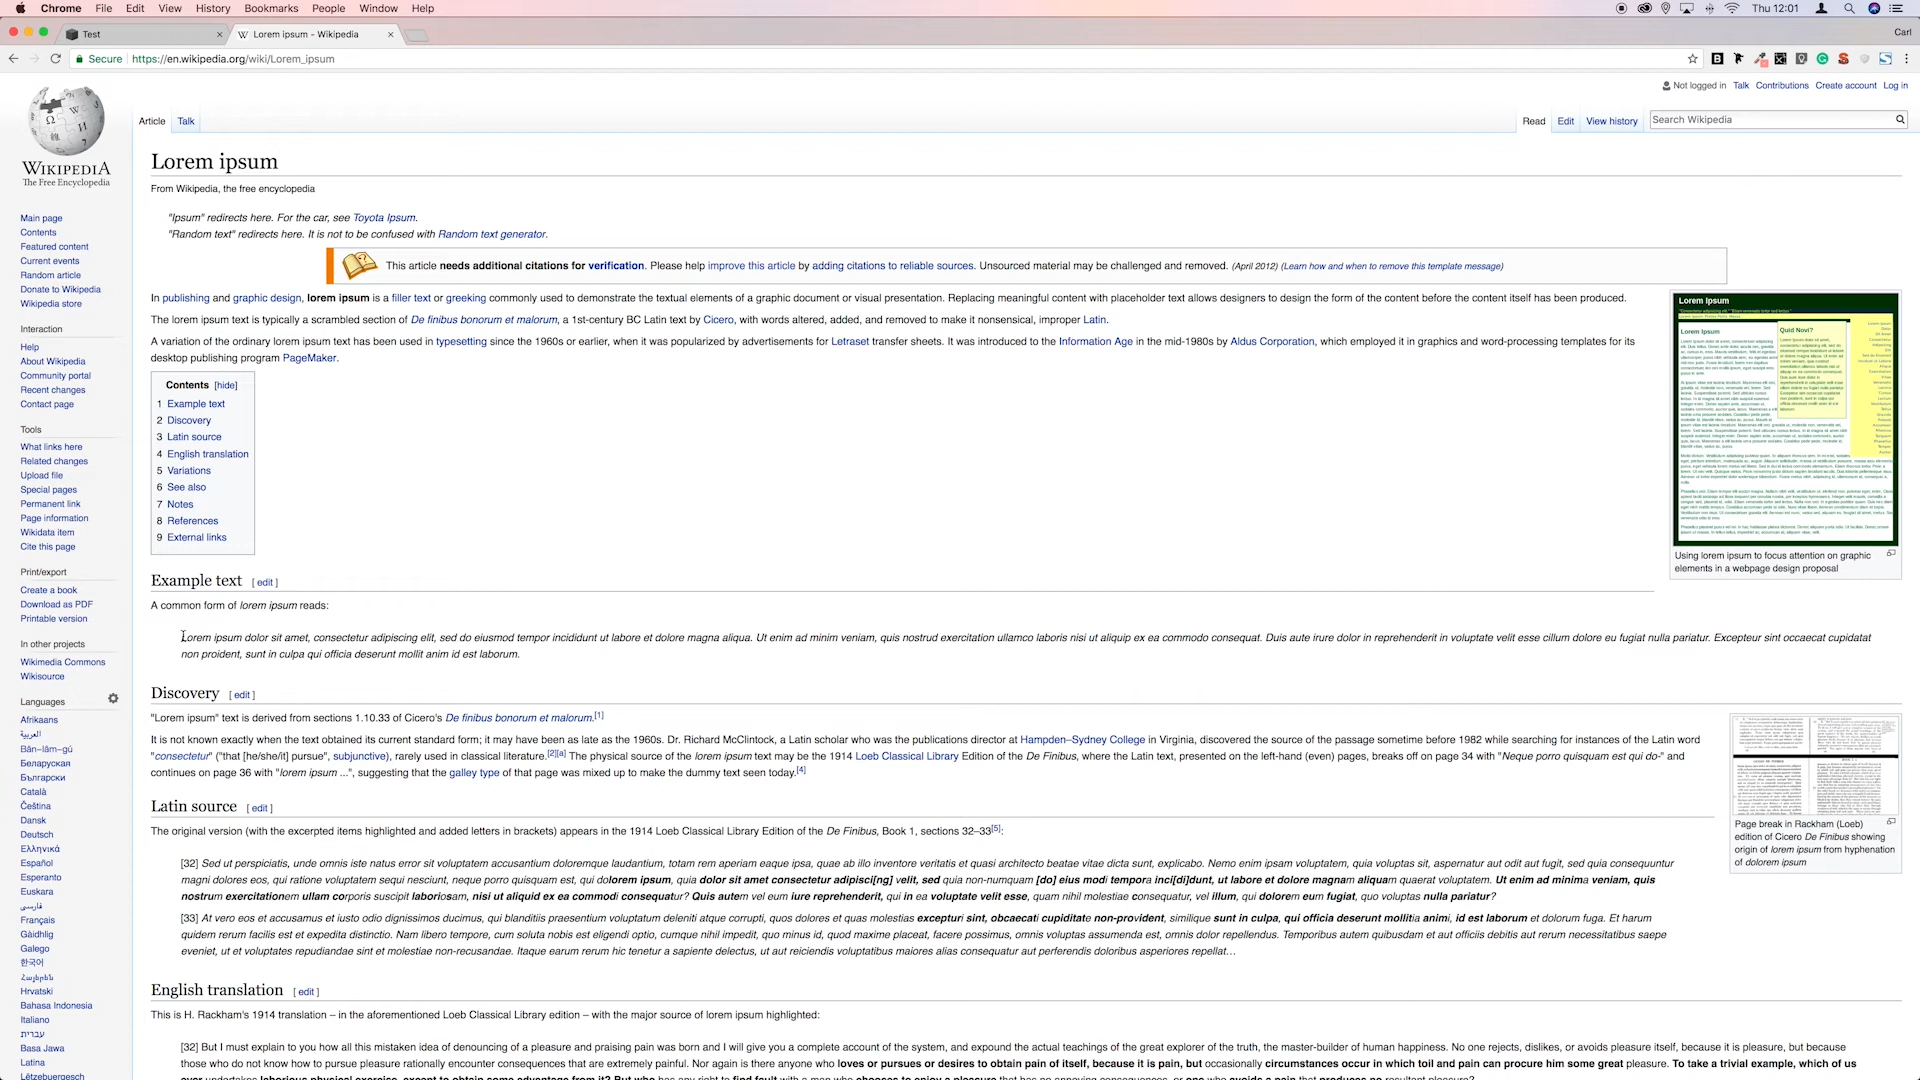 Chrome File Edit View History Bookmarks People Window Help Thu 12:01
Test Lorem ipsum - Wikipedia Carl
Secure https://en.wikipedia.org/wiki/Lorem_ipsum
Not logged in Talk Contributions Create account Log in
Article Talk Read Edit View history Search Wikipedia
WIKIPEDIA
The Free Encyclopedia
Main page
Contents
Featured content
Current events
Random article
Donate to Wikipedia
Wikipedia store
Interaction
Help
About Wikipedia
Community portal
Recent changes
Contact page
Tools
What links here
Related changes
Upload file
Special pages
Permanent link
Page information
Wikidata item
Cite this page
Print/export
Create a book
Download as PDF
Printable version
In other projects
Wikimedia Commons
Wikisource
Languages
Afrikaans
العربية
Bân-lâm-gú
Беларуская
Български
Català
Čeština
Dansk
Deutsch
Ελληνικά
Español
Esperanto
Euskara
فارسی
Français
Gàidhlig
Galego
한국어
Հայերեն
Hrvatski
Bahasa Indonesia
Italiano
עברית
Basa Jawa
Latina
Lëtzebuergesch
Lorem ipsum
From Wikipedia, the free encyclopedia
"Ipsum" redirects here. For the car, see Toyota Ipsum.
"Random text" redirects here. It is not to be confused with Random text generator.
This article needs additional citations for verification. Please help improve this article by adding citations to reliable sources. Unsourced material may be challenged and removed. (April 2012) (Learn how and when to remove this template message)
In publishing and graphic design, lorem ipsum is a filler text or greeking commonly used to demonstrate the textual elements of a graphic document or visual presentation. Replacing meaningful content with placeholder text allows designers to design the form of the content before the content itself has been produced.
The lorem ipsum text is typically a scrambled section of De finibus bonorum et malorum, a 1st-century BC Latin text by Cicero, with words altered, added, and removed to make it nonsensical, improper Latin.
A variation of the ordinary lorem ipsum text has been used in typesetting since the 1960s or earlier, when it was popularized by advertisements for Letraset transfer sheets. It was introduced to the Information Age in the mid-1980s by Aldus Corporation, which employed it in graphics and word-processing templates for its
desktop publishing program PageMaker.
Contents [hide]
1 Example text
2 Discovery
3 Latin source
4 English translation
5 Variations
6 See also
7 Notes
8 References
9 External links
Lorem Ipsum
Lorem Ipsum
Quid Novi?
Using lorem ipsum to focus attention on graphic
elements in a webpage design proposal
Example text [ edit ]
A common form of lorem ipsum reads:
Lorem ipsum dolor sit amet, consectetur adipiscing elit, sed do eiusmod tempor incididunt ut labore et dolore magna aliqua. Ut enim ad minim veniam, quis nostrud exercitation ullamco laboris nisi ut aliquip ex ea commodo consequat. Duis aute irure dolor in reprehenderit in voluptate velit esse cillum dolore eu fugiat nulla pariatur. Excepteur sint occaecat cupidatat
non proident, sunt in culpa qui officia deserunt mollit anim id est laborum.
Discovery [ edit ]
"Lorem ipsum" text is derived from sections 1.10.33 of Cicero's De finibus bonorum et malorum.[1]
It is not known exactly when the text obtained its current standard form; it may have been as late as the 1960s. Dr. Richard McClintock, a Latin scholar who was the publications director at Hampden–Sydney College in Virginia, discovered the source of the passage sometime before 1982 while searching for instances of the Latin word
"consectetur" ("that [he/she/it] pursue", subjunctive), rarely used in classical literature.[2][a] The physical source of the lorem ipsum text may be the 1914 Loeb Classical Library Edition of the De Finibus, where the Latin text, presented on the left-hand (even) pages, breaks off on page 34 with "Neque porro quisquam est qui do-" and
continues on page 36 with "lorem ipsum ...", suggesting that the galley type of that page was mixed up to make the dummy text seen today.[4]
Page break in Rackham (Loeb)
edition of Cicero De Finibus showing
origin of lorem ipsum from hyphenation
of dolorem ipsum
Latin source [ edit ]
The original version (with the excerpted items highlighted and added letters in brackets) appears in the 1914 Loeb Classical Library Edition of the De Finibus, Book 1, sections 32–33[5]:
[32] Sed ut perspiciatis, unde omnis iste natus error sit voluptatem accusantium doloremque laudantium, totam rem aperiam eaque ipsa, quae ab illo inventore veritatis et quasi architecto beatae vitae dicta sunt, explicabo. Nemo enim ipsam voluptatem, quia voluptas sit, aspernatur aut odit aut fugit, sed quia consequuntur
magni dolores eos, qui ratione voluptatem sequi nesciunt, neque porro quisquam est, qui dolorem ipsum, quia dolor sit amet consectetur adipisci[ng] velit, sed quia non-numquam [do] eius modi tempora inci[di]dunt, ut labore et dolore magnam aliquam quaerat voluptatem. Ut enim ad minima veniam, quis
nostrum exercitationem ullam corporis suscipit laboriosam, nisi ut aliquid ex ea commodi consequatur? Quis autem vel eum iure reprehenderit, qui in ea voluptate velit esse, quam nihil molestiae consequatur, vel illum, qui dolorem eum fugiat, quo voluptas nulla pariatur?
[33] At vero eos et accusamus et iusto odio dignissimos ducimus, qui blanditiis praesentium voluptatum deleniti atque corrupti, quos dolores et quas molestias excepturi sint, obcaecati cupiditate non-provident, similique sunt in culpa, qui officia deserunt mollitia animi, id est laborum et dolorum fuga. Et harum
quidem rerum facilis est et expedita distinctio. Nam libero tempore, cum soluta nobis est eligendi optio, cumque nihil impedit, quo minus id, quod maxime placeat, facere possimus, omnis voluptas assumenda est, omnis dolor repellendus. Temporibus autem quibusdam et aut officiis debitis aut rerum necessitatibus saepe
eveniet, ut et voluptates repudiandae sint et molestiae non-recusandae. Itaque earum rerum hic tenetur a sapiente delectus, ut aut reiciendis voluptatibus maiores alias consequatur aut perferendis doloribus asperiores repellat…
English translation [ edit ]
This is H. Rackham's 1914 translation – in the aforementioned Loeb Classical Library edition – with the major source of lorem ipsum highlighted:
[32] But I must explain to you how all this mistaken idea of denouncing of a pleasure and praising pain was born and I will give you a complete account of the system, and expound the actual teachings of the great explorer of the truth, the master-builder of human happiness. No one rejects, dislikes, or avoids pleasure itself, because it is pleasure, but because
those who do not know how to pursue pleasure rationally encounter consequences that are extremely painful. Nor again is there anyone who loves or pursues or desires to obtain pain of itself, because it is pain, but occasionally circumstances occur in which toil and pain can procure him some great pleasure. To take a trivial example, which of us
ever undertakes laborious physical exercise, except to obtain some advantage from it? But who has any right to find fault with a man who chooses to enjoy a pleasure that has no annoying consequences, or one who avoids a pain that produces no resultant pleasure?